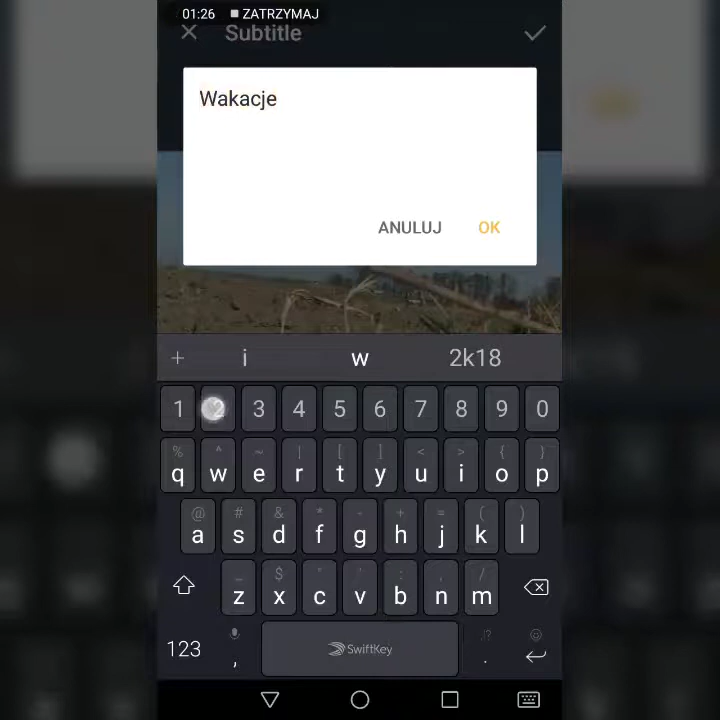 01:26 ZATRZYMAJ
Subtitle
Wakacje
ANULUJ OK
+ i w 2k18
1 2 3 4 5 6 7 8 9 0
% ^ ~ | [ ] < > { }
q w e r t y u i o p
@ # & * - + = ( )
a s d f g h j k l
_ $ " ' : ; /
z x c v b n m
123 , SwiftKey . !?